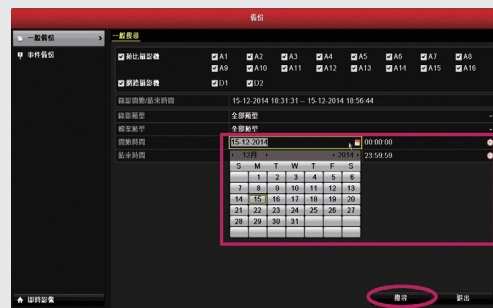 備份
一般備份
事件備份
一般搜尋
類比攝影機 A1 A2 A3 A4 A5 A6 A7 A8
A9 A10 A11 A12 A13 A14 A15 A16
網路攝影機 D1 D2
錄影開始/結束時間 15-12-2014 18:31:31 -- 15-12-2014 18:56:44
錄影類型 全部類型
檔案類型 全部類型
開始時間 15-12-2014 00:00:00
結束時間 23:59:59
12月 2014
S M T W T F S
1 2 3 4 5 6
7 8 9 10 11 12 13
14 15 16 17 18 19 20
21 22 23 24 25 26 27
28 29 30 31
即時影像
搜尋 退出